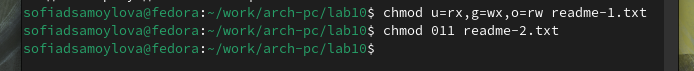 sofiadsamoylova@fedora:~/work/arch-pc/lab10$ chmod u=rx,g=wx,o=rw readme-1.txt
sofiadsamoylova@fedora:~/work/arch-pc/lab10$ chmod 011 readme-2.txt
sofiadsamoylova@fedora:~/work/arch-pc/lab10$